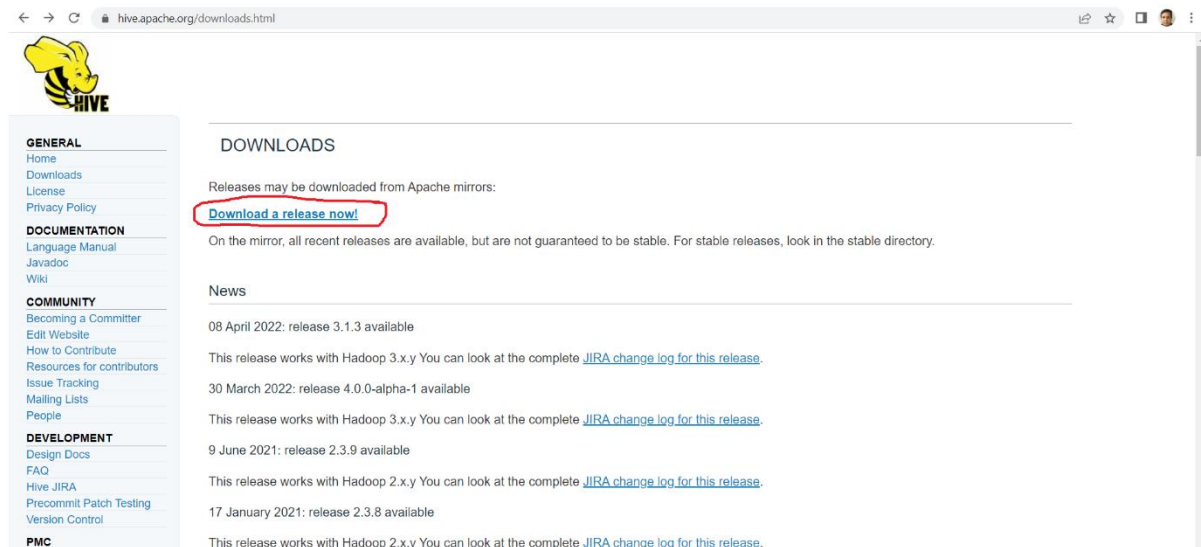 hive.apache.org/downloads.html
HIVE
GENERAL
Home
Downloads
License
Privacy Policy
DOCUMENTATION
Language Manual
Javadoc
Wiki
COMMUNITY
Becoming a Committer
Edit Website
How to Contribute
Resources for contributors
Issue Tracking
Mailing Lists
People
DEVELOPMENT
Design Docs
FAQ
Hive JIRA
Precommit Patch Testing
Version Control
PMC
DOWNLOADS
Releases may be downloaded from Apache mirrors:
Download a release now!
On the mirror, all recent releases are available, but are not guaranteed to be stable. For stable releases, look in the stable directory.
News
08 April 2022: release 3.1.3 available
This release works with Hadoop 3.x.y You can look at the complete JIRA change log for this release.
30 March 2022: release 4.0.0-alpha-1 available
This release works with Hadoop 3.x.y You can look at the complete JIRA change log for this release.
9 June 2021: release 2.3.9 available
This release works with Hadoop 2.x.y You can look at the complete JIRA change log for this release.
17 January 2021: release 2.3.8 available
This release works with Hadoop 2.x.y You can look at the complete JIRA change log for this release.